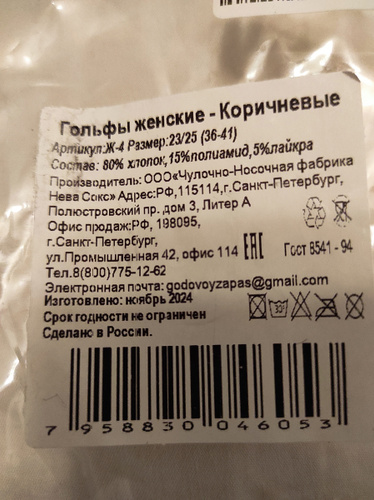 Гольфы женские - Коричневые
Артикул:Ж-4 Размер:23/25 (36-41)
Состав: 80% хлопок,15%полиамид,5%лайкра
Производитель: ООО«Чулочно-Носочная фабрика
Нева Сокс» Адрес:РФ,115114,г.Санкт-Петербург,
Полюстровский пр. дом 3, Литер А
Офис продаж:РФ, 198095,
г.Санкт-Петербург,
ул.Промышленная 42, офис 114 ЕАС Гост 8541 - 94
Тел.8(800)775-12-62
Электронная почта: godovoyzapas@gmail.com
Изготовлено: ноябрь 2024
Срок годности не ограничен
Сделано в России.
30°
7 958830 046053